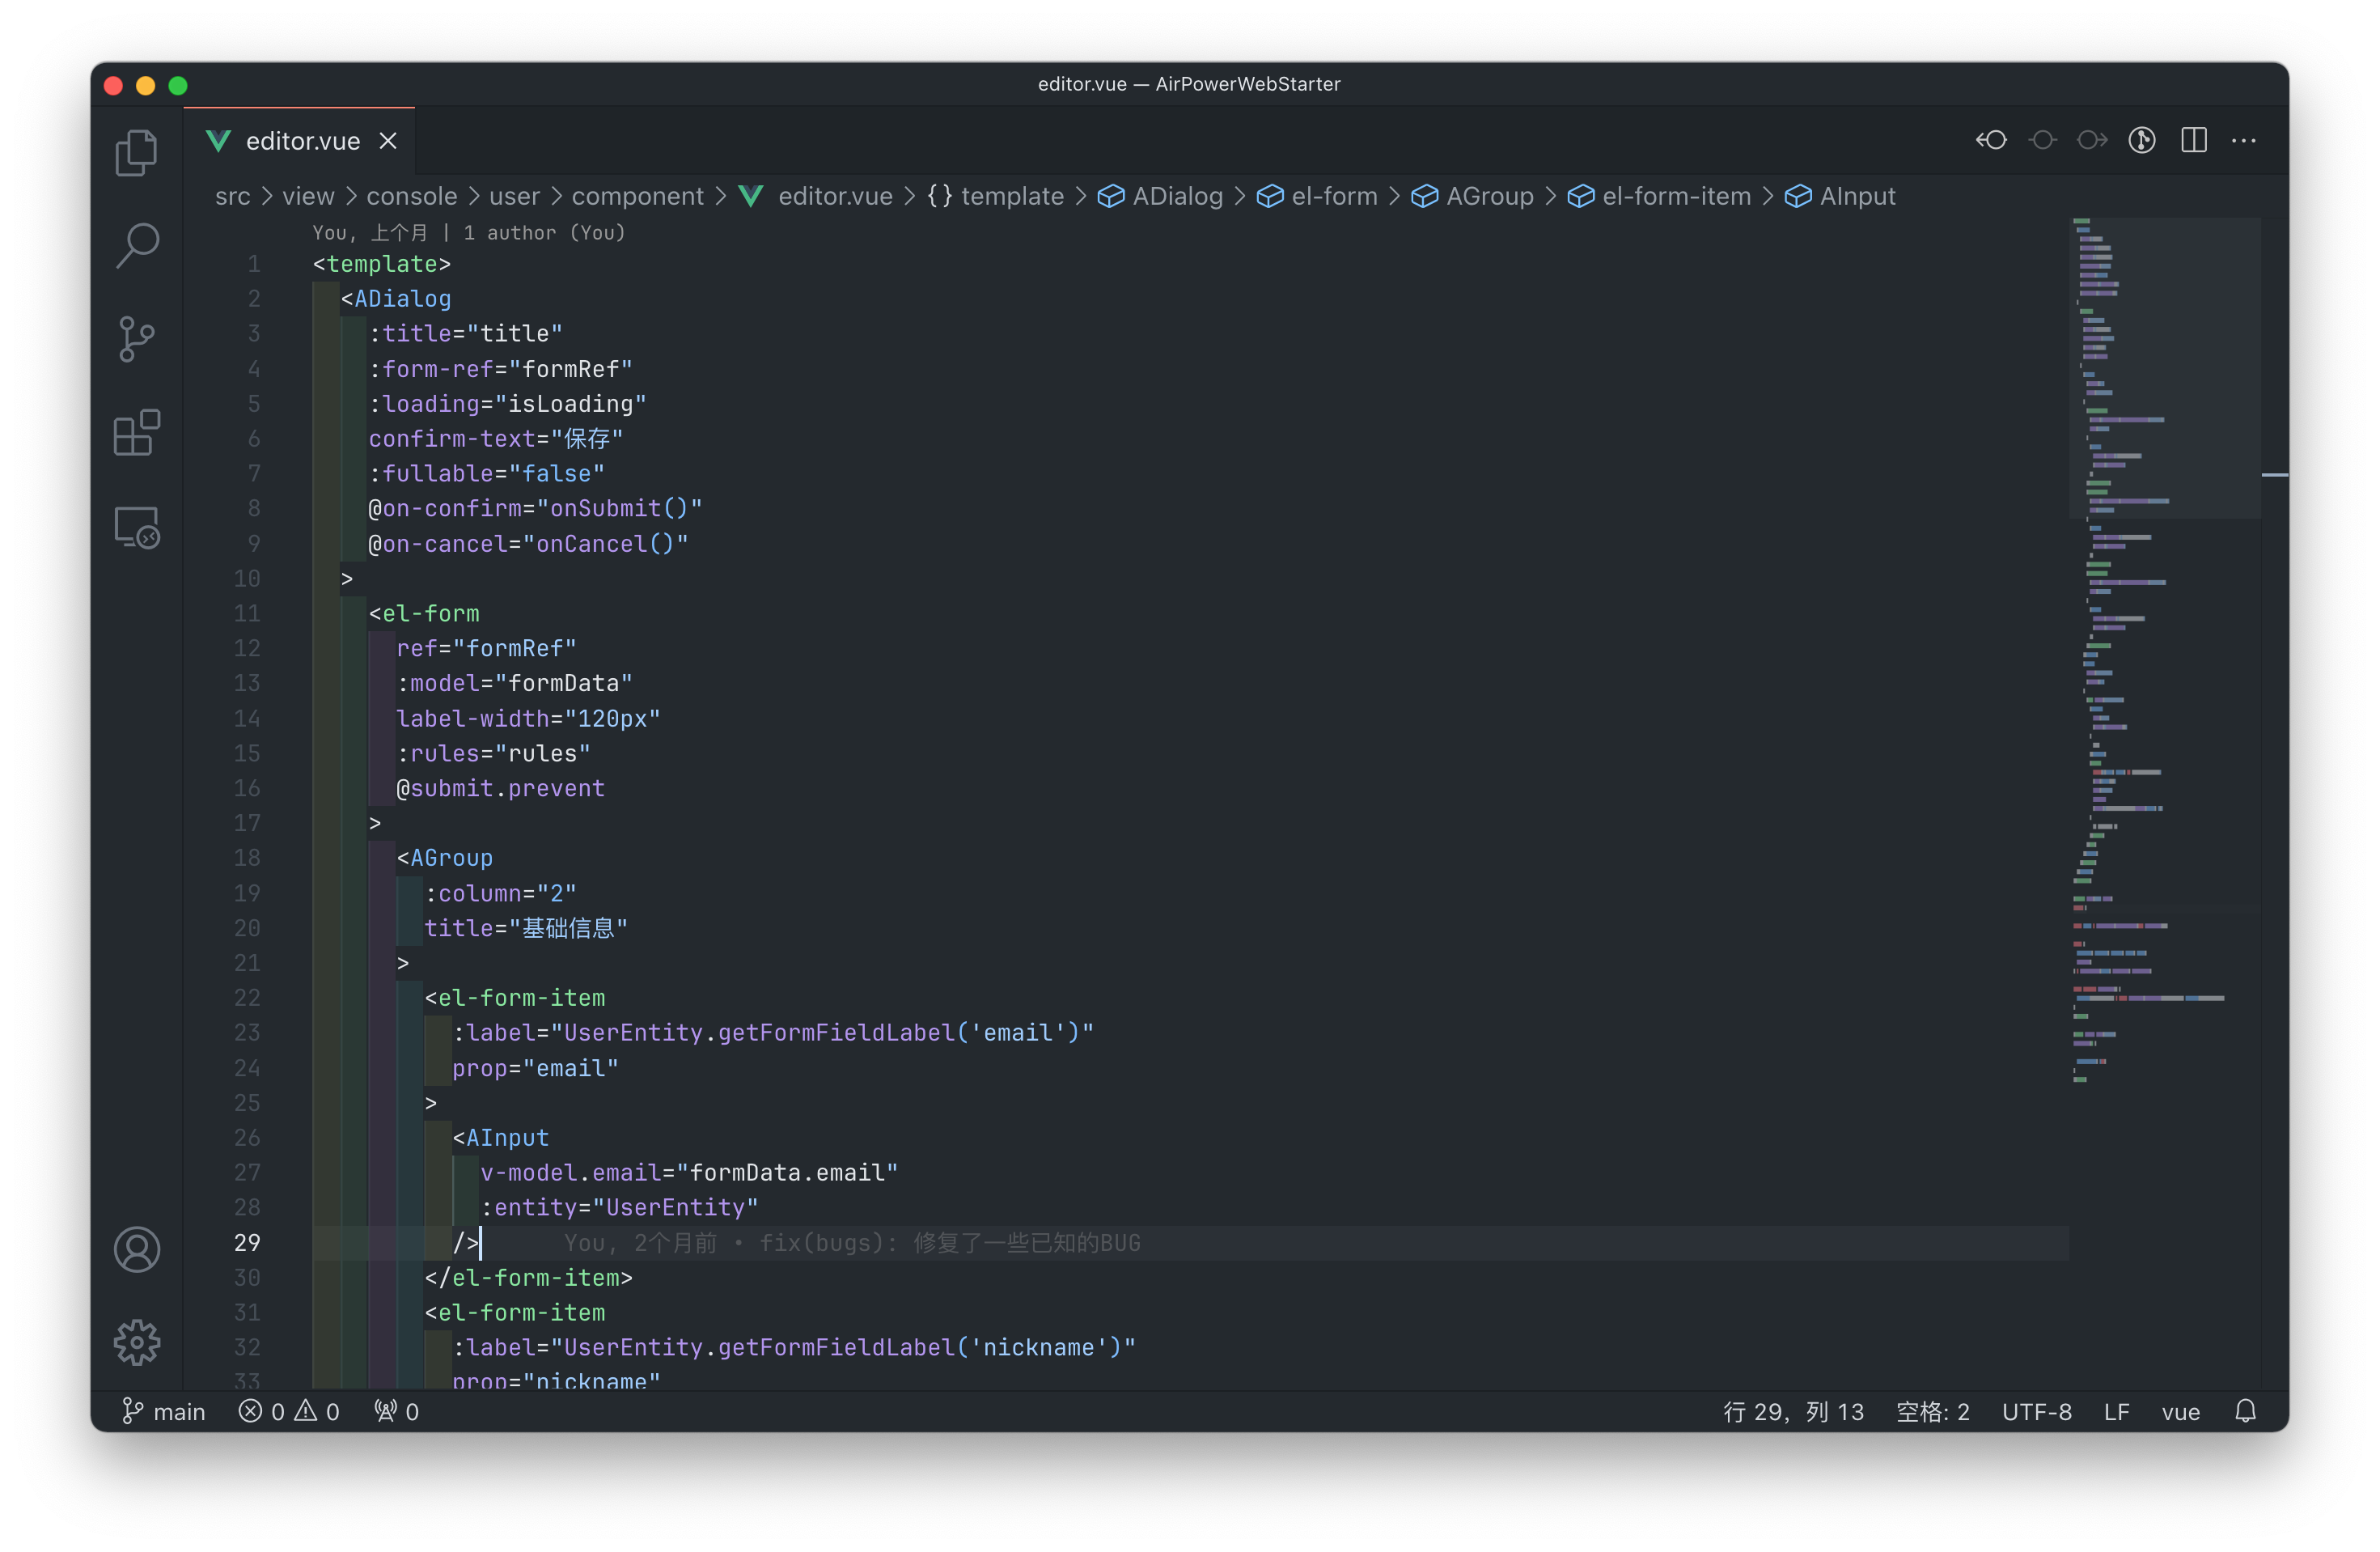 editor.vue — AirPowerWebStarter
editor.vue
src > view > console > user > component > editor.vue > {} template > ADialog > el-form > AGroup > el-form-item > AInput
You, 上个月 | 1 author (You)
1 <template>
2 <ADialog
3 :title="title"
4 :form-ref="formRef"
5 :loading="isLoading"
6 confirm-text="保存"
7 :fullable="false"
8 @on-confirm="onSubmit()"
9 @on-cancel="onCancel()"
10 >
11 <el-form
12 ref="formRef"
13 :model="formData"
14 label-width="120px"
15 :rules="rules"
16 @submit.prevent
17 >
18 <AGroup
19 :column="2"
20 title="基础信息"
21 >
22 <el-form-item
23 :label="UserEntity.getFormFieldLabel('email')"
24 prop="email"
25 >
26 <AInput
27 v-model.email="formData.email"
28 :entity="UserEntity"
29 /> You, 2个月前 • fix(bugs): 修复了一些已知的BUG
30 </el-form-item>
31 <el-form-item
32 :label="UserEntity.getFormFieldLabel('nickname')"
33 prop="nickname"
main 0 0 0 行 29, 列 13 空格: 2 UTF-8 LF vue